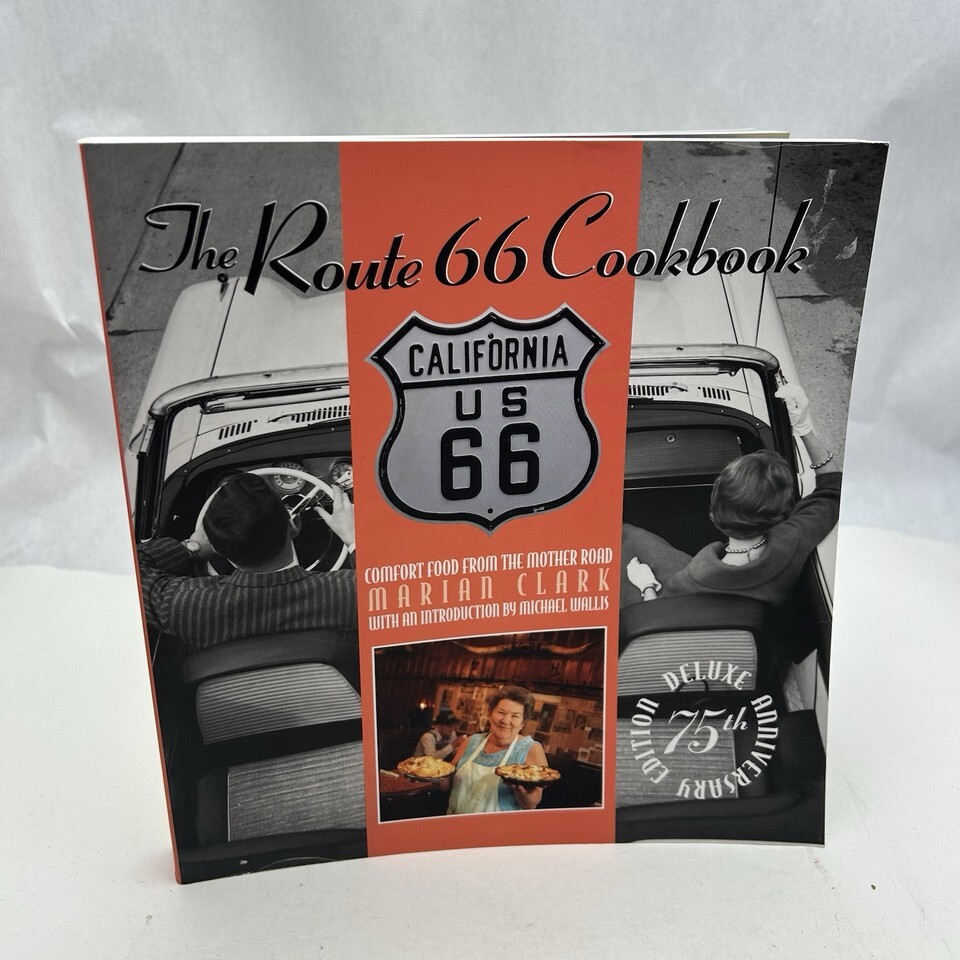 The Route 66 Cookbook
CALIFORNIA
U S
66
COMFORT FOOD FROM THE MOTHER ROAD
MARIAN CLARK
WITH AN INTRODUCTION BY MICHAEL WALLIS
DELUXE
75th
ANNIVERSARY
EDITION